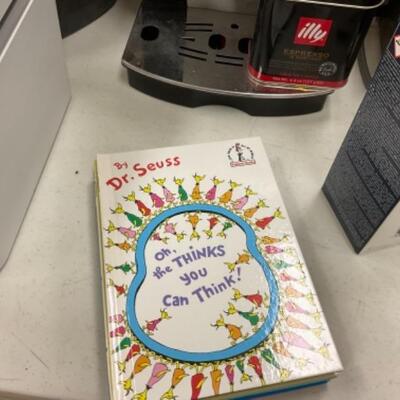 illy
ESPRESSO
By
Dr. Seuss
Oh,
the THINKS
you
Can Think!